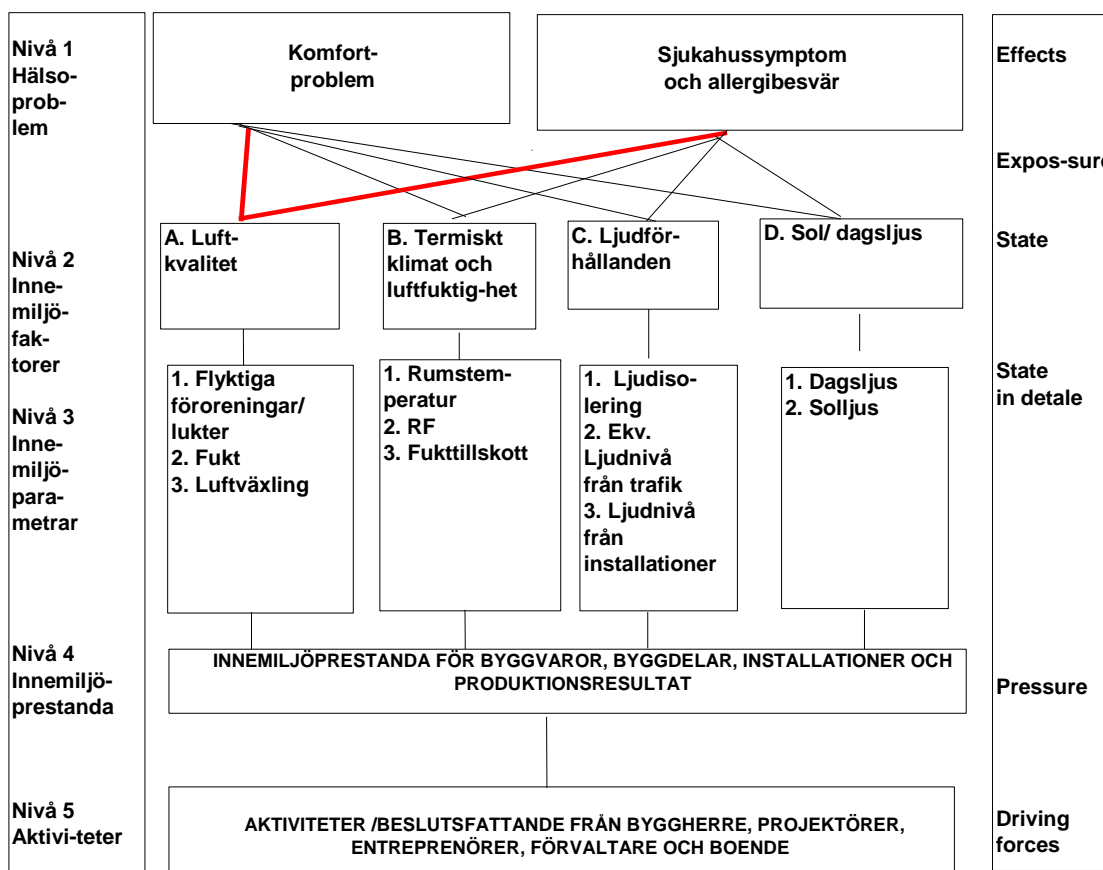 Nivå 1
Hälso-
prob-
lem
Komfort-
problem
Sjukahussymptom
och allergibesvär
Effects
Expos-sure
Nivå 2
Inne-
miljö-
fak-
torer
A. Luft-
kvalitet
B. Termiskt
klimat och
luftfuktig-het
C. Ljudför-
hållanden
D. Sol/ dagsljus
State
Nivå 3
Inne-
miljö-
para-
metrar
1. Flyktiga
föroreningar/
lukter
2. Fukt
3. Luftväxling
1. Rumstem-
peratur
2. RF
3. Fukttillskott
1. Ljudiso-
lering
2. Ekv.
Ljudnivå
från trafik
3. Ljudnivå
från
installationer
1. Dagsljus
2. Solljus
State
in detale
Nivå 4
Innemiljö-
prestanda
INNEMILJÖPRESTANDA FÖR BYGGVAROR, BYGGDELAR, INSTALLATIONER OCH
PRODUKTIONSRESULTAT
Pressure
Nivå 5
Aktivi-teter
AKTIVITETER /BESLUTSFATTANDE FRÅN BYGGHERRE, PROJEKTÖRER,
ENTREPRENÖRER, FÖRVALTARE OCH BOENDE
Driving
forces